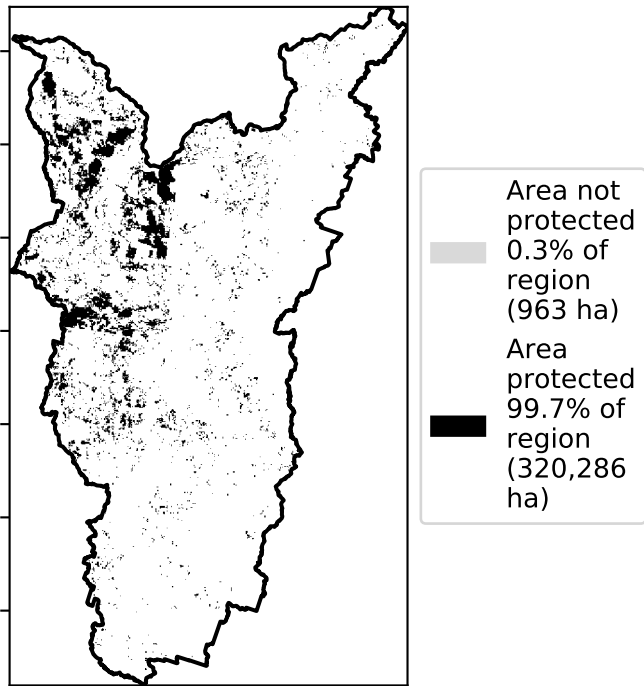 Area not
protected
0.3% of
region
(963 ha)
Area
protected
99.7% of
region
(320,286
ha)